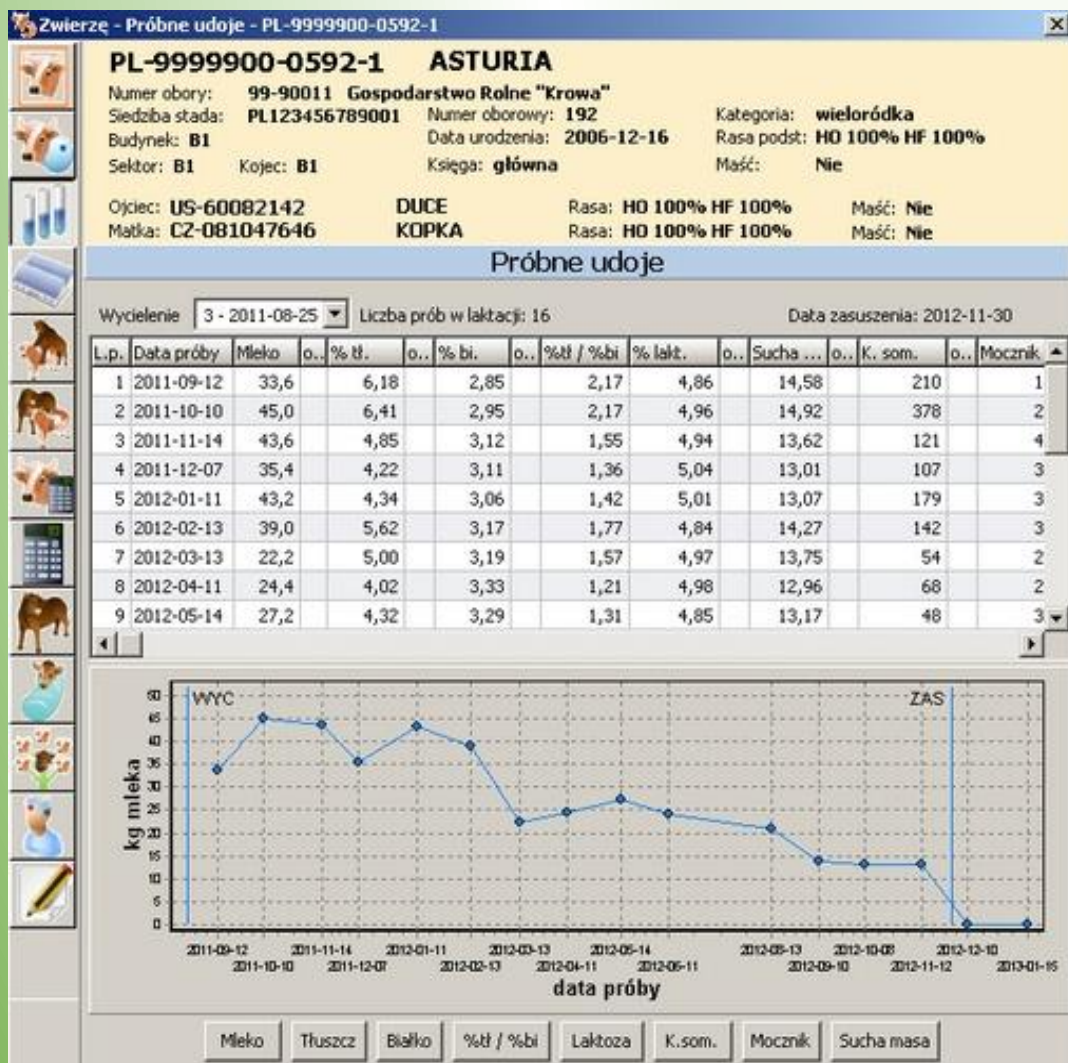 Zwierzę - Próbne udoje - PL-9999900-0592-1
PL-9999900-0592-1 ASTURIA
Numer obory: 99-90011 Gospodarstwo Rolne "Krowa"
Siedziba stada: PL123456789001 Numer oborowy: 192 Kategoria: wieloródka
Budynek: B1 Data urodzenia: 2006-12-16 Rasa podst: HO 100% HF 100%
Sektor: B1 Kojec: B1 Księga: główna Maść: Nie
Ojciec: US-60082142 DUCE Rasa: HO 100% HF 100% Maść: Nie
Matka: CZ-081047646 KOPKA Rasa: HO 100% HF 100% Maść: Nie
Próbne udoje
Wycielenie 3 - 2011-08-25 Liczba prób w laktacji: 16 Data zasuszenia: 2012-11-30
L.p. Data próby Mleko o.. % tł. o.. % bi. o.. %tł / %bi % lakt. o.. Sucha ... o.. K. som. o.. Mocznik
1 2011-09-12 33,6 6,18 2,85 2,17 4,86 14,58 210 1
2 2011-10-10 45,0 6,41 2,95 2,17 4,96 14,92 378 2
3 2011-11-14 43,6 4,85 3,12 1,55 4,94 13,62 121 4
4 2011-12-07 35,4 4,22 3,11 1,36 5,04 13,01 107 3
5 2012-01-11 43,2 4,34 3,06 1,42 5,01 13,07 179 3
6 2012-02-13 39,0 5,62 3,17 1,77 4,84 14,27 142 3
7 2012-03-13 22,2 5,00 3,19 1,57 4,97 13,75 54 2
8 2012-04-11 24,4 4,02 3,33 1,21 4,98 12,96 68 2
9 2012-05-14 27,2 4,32 3,29 1,31 4,85 13,17 48 3
WYC ZAS
50
45
40
35
30
25
20
15
10
5
0
kg mleka
2011-09-12 2011-11-14 2012-01-11 2012-03-13 2012-05-14 2012-08-13 2012-10-08 2012-12-10
2011-10-10 2011-12-07 2012-02-13 2012-04-11 2012-06-11 2012-09-10 2012-11-12 2013-01-15
data próby
Mleko Tłuszcz Białko %tł / %bi Laktoza K.som. Mocznik Sucha masa